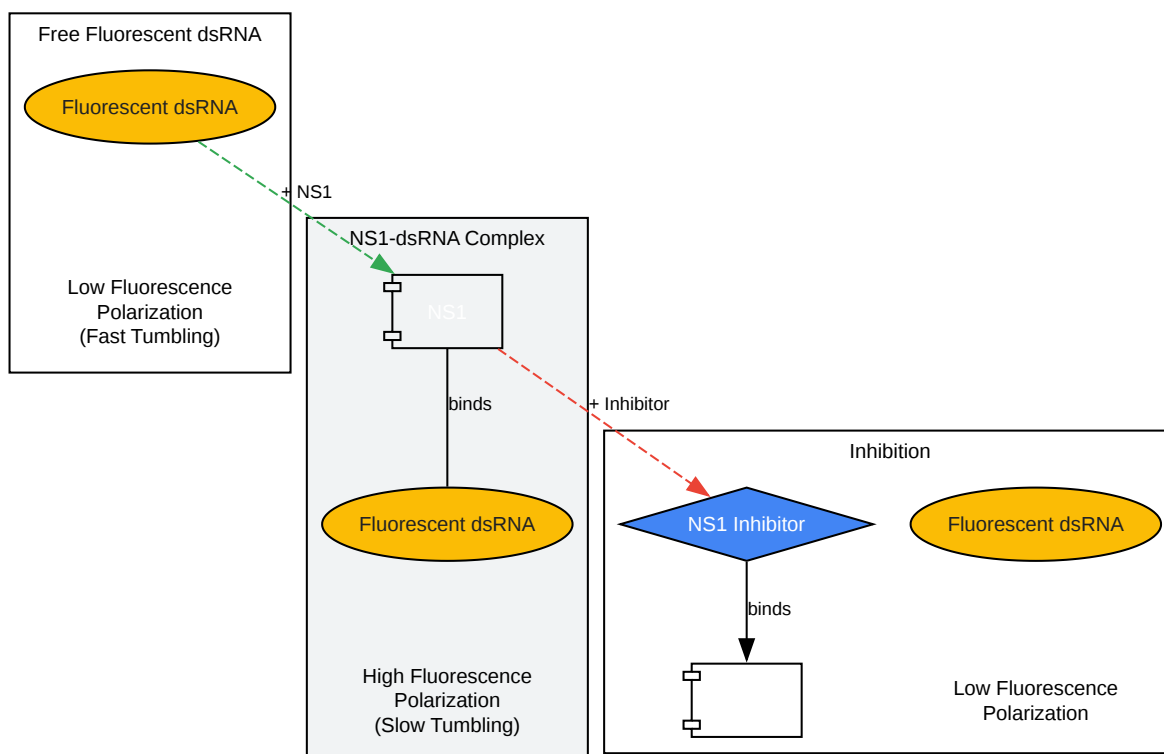 Free Fluorescent dsRNA
Fluorescent dsRNA
Low Fluorescence
Polarization
(Fast Tumbling)
+ NS1
NS1-dsRNA Complex
NS1
binds
Fluorescent dsRNA
High Fluorescence
Polarization
(Slow Tumbling)
+ Inhibitor
Inhibition
NS1 Inhibitor
Fluorescent dsRNA
binds
Low Fluorescence
Polarization